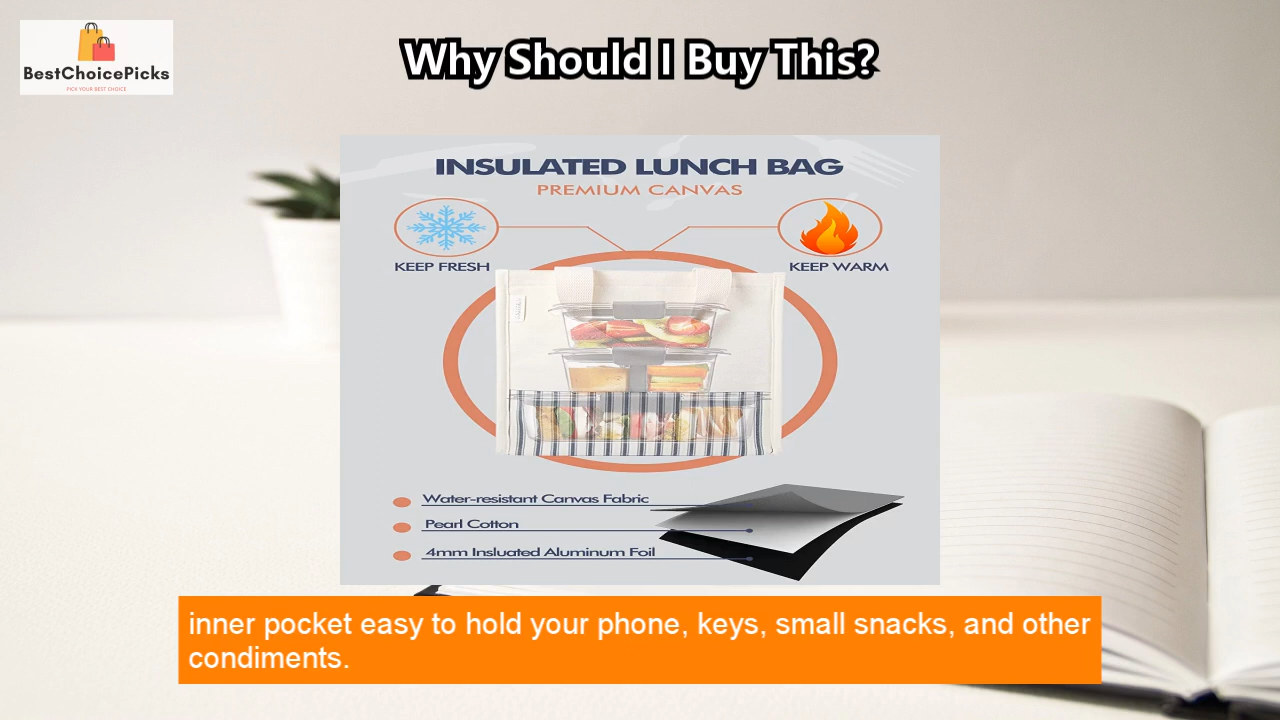 BestChoicePicks
PICK YOUR BEST CHOICE
Why Should I Buy This?
INSULATED LUNCH BAG
PREMIUM CANVAS
KEEP FRESH
KEEP WARM
Water-resistant Canvas Fabric
Pearl Cotton
4mm Insluated Aluminum Foil
inner pocket easy to hold your phone, keys, small snacks, and other
condiments.